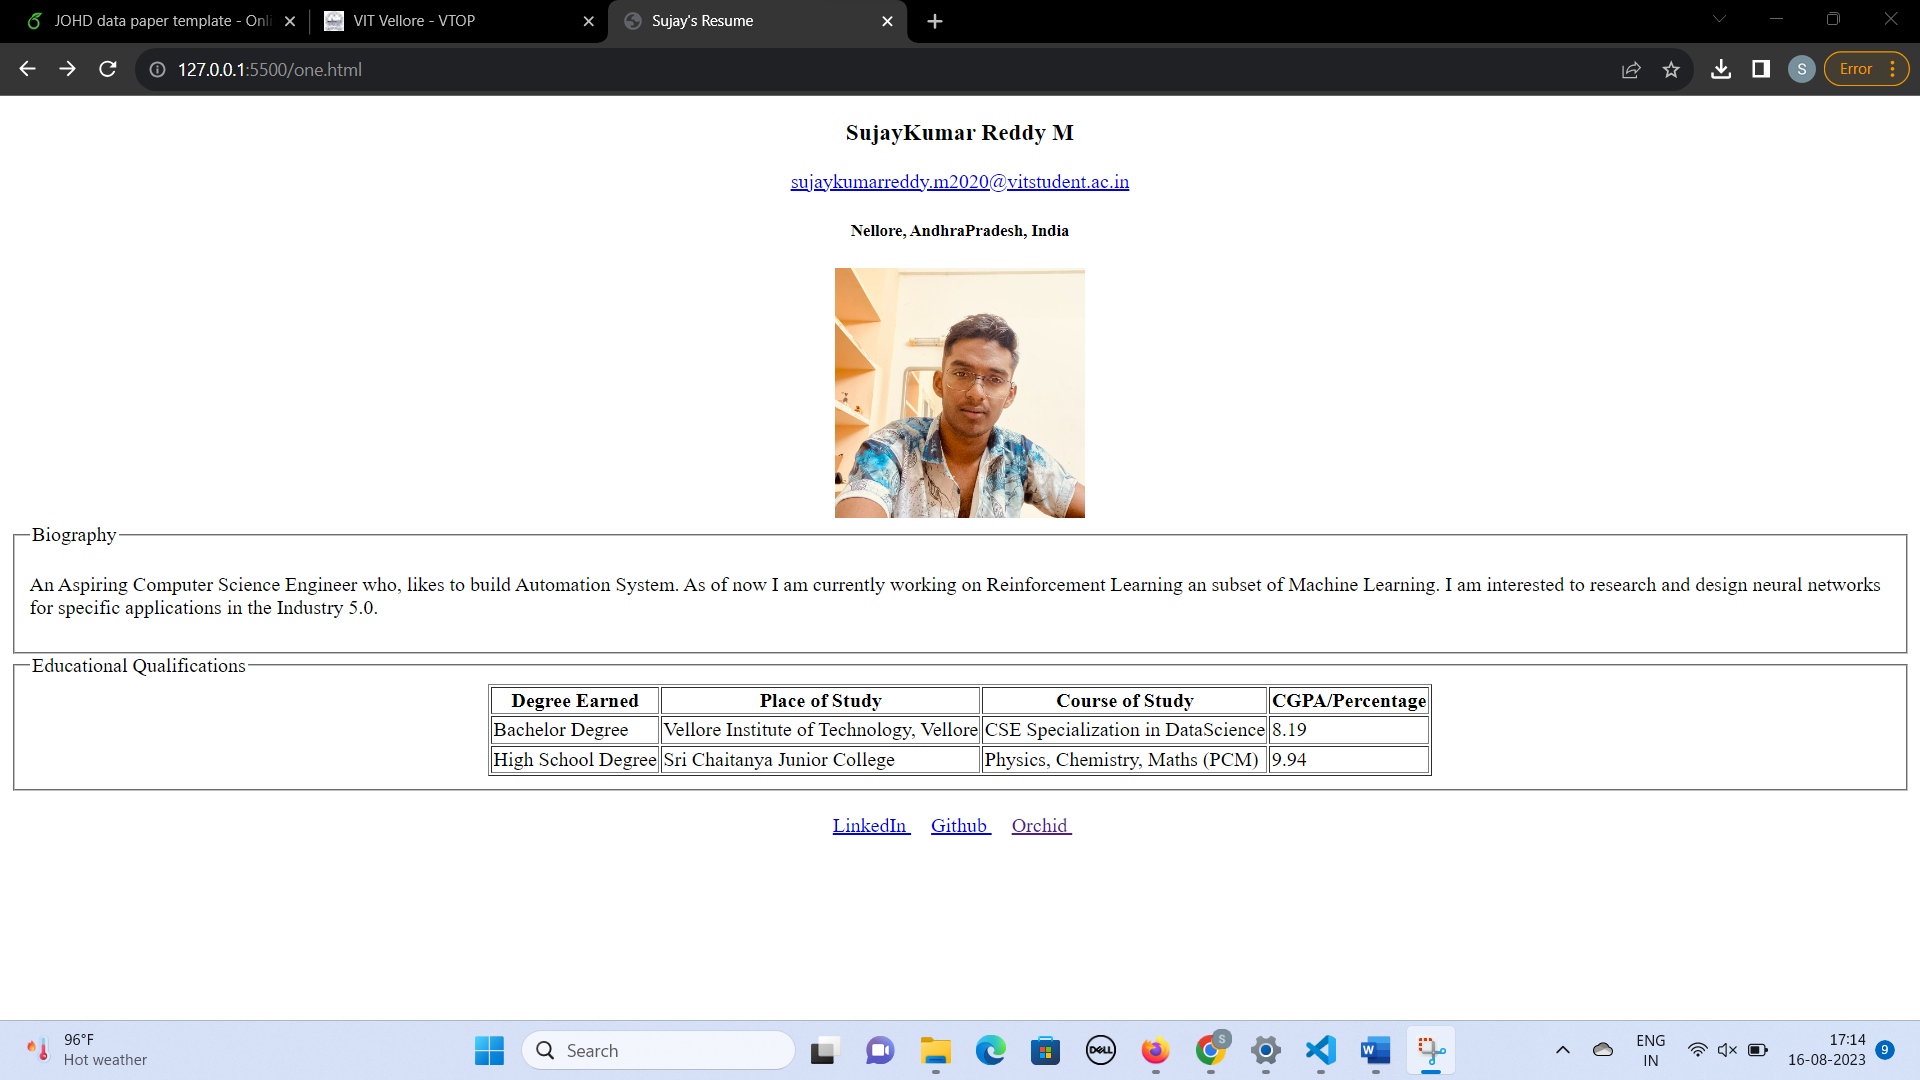 JOHD data paper template - Onli
VIT Vellore - VTOP
Sujay's Resume
127.0.0.1:5500/one.html
S
Error
SujayKumar Reddy M
sujaykumarreddy.m2020@vitstudent.ac.in
Nellore, AndhraPradesh, India
Biography
An Aspiring Computer Science Engineer who, likes to build Automation System. As of now I am currently working on Reinforcement Learning an subset of Machine Learning. I am interested to research and design neural networks
for specific applications in the Industry 5.0.
Educational Qualifications
Degree Earned Place of Study Course of Study CGPA/Percentage
Bachelor Degree Vellore Institute of Technology, Vellore CSE Specialization in DataScience 8.19
High School Degree Sri Chaitanya Junior College Physics, Chemistry, Maths (PCM) 9.94
LinkedIn Github Orchid
96°F
Hot weather
Search
DELL
S
W
ENG
IN
17:14
16-08-2023
9